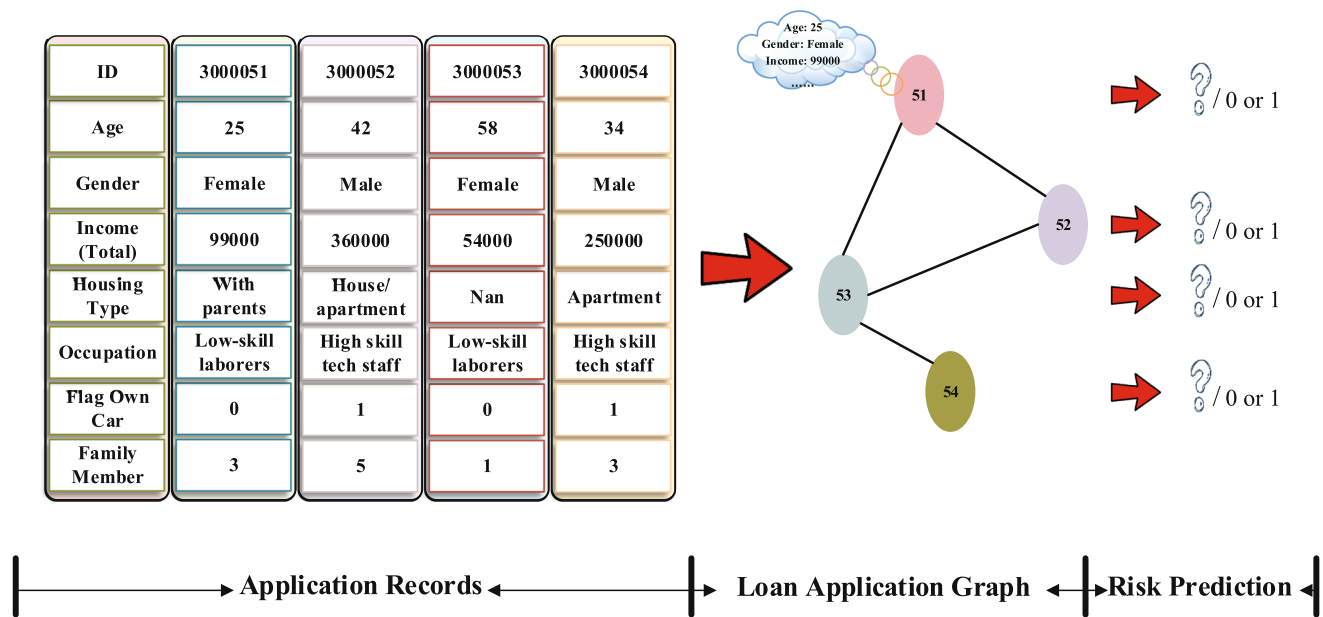 ID 3000051 3000052 3000053 3000054
Age 25 42 58 34
Gender Female Male Female Male
Income
(Total)
99000 360000 54000 250000
Housing
Type
With
parents
House/
apartment
Nan
Apartment
Occupation
Low-skill
laborers
High skill
tech staff
Low-skill
laborers
High skill
tech staff
Flag Own
Car
0 1 0 1
Family
Member
3 5 1 3
Age: 25
Gender: Female
Income: 99000
......
51
52
53
54
?/ 0 or 1
?/ 0 or 1
?/ 0 or 1
?/ 0 or 1
Application Records
Loan Application Graph
Risk Prediction